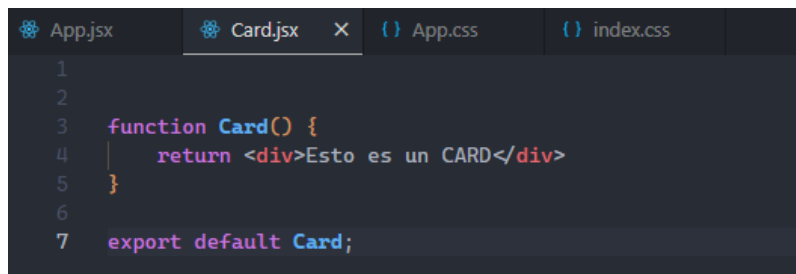 App.jsx Card.jsx × {} App.css {} index.css
1
2
3 function Card() {
4 return <div>Esto es un CARD</div>
5 }
6
7 export default Card;